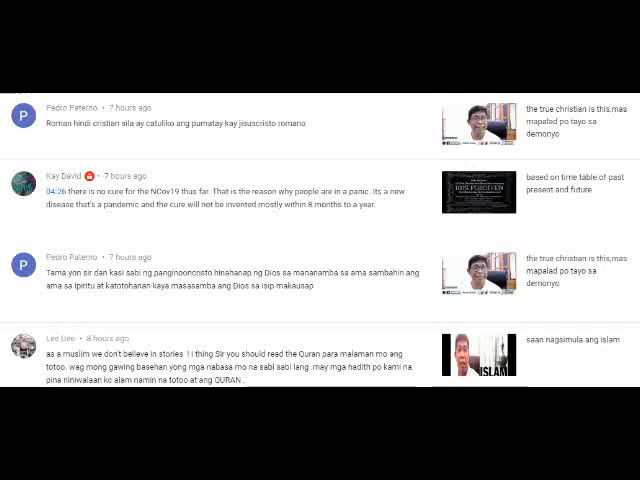 Pedro Paterno • 7 hours ago
Roman hindi cristian sila ay catuliko ang pumatay kay jisuscristo romano
the true christian is this,mas
mapalad po tayo sa
demonyo
Kay David • 7 hours ago
04:26 there is no cure for the NCov19 thus far. That is the reason why people are in a panic. Its a new
disease that's a pandemic and the cure will not be invented mostly within 8 months to a year.
100% FORGIVEN
based on time table of past
present and future
Pedro Paterno • 7 hours ago
Tama yon sir dan kasi sabi ng panginooncristo hinahanap ng Dios sa mananamba sa ama sambahin ang
ama sa ipiritu at katotohanan kaya masasamba ang Dios sa isip makausap
the true christian is this,mas
mapalad po tayo sa
demonyo
Lee Dee • 8 hours ago
as a muslim we don't believe in stories ! I thing Sir you should read the Quran para malaman mo ang
totoo. wag mong gawing basehan yong mga nabasa mo na sabi sabi lang .may mga hadith po kami na
pina niniwalaan kc alam namin na totoo at ang QURAN .
ISLAM
saan nagsimula ang islam
P
P